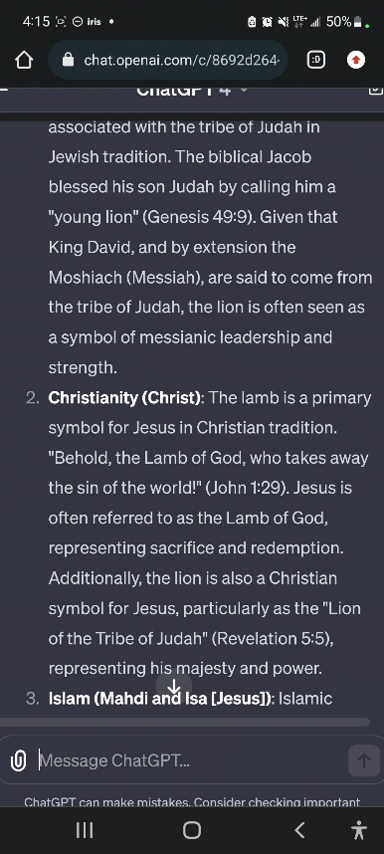 4:15 iris •
LTE+ 50%
chat.openai.com/c/8692d264- :D
ChatGPT 4
associated with the tribe of Judah in
Jewish tradition. The biblical Jacob
blessed his son Judah by calling him a
"young lion" (Genesis 49:9). Given that
King David, and by extension the
Moshiach (Messiah), are said to come from
the tribe of Judah, the lion is often seen as
a symbol of messianic leadership and
strength.
2. Christianity (Christ): The lamb is a primary
symbol for Jesus in Christian tradition.
"Behold, the Lamb of God, who takes away
the sin of the world!" (John 1:29). Jesus is
often referred to as the Lamb of God,
representing sacrifice and redemption.
Additionally, the lion is also a Christian
symbol for Jesus, particularly as the "Lion
of the Tribe of Judah" (Revelation 5:5),
representing his majesty and power.
3. Islam (Mahdi and Isa [Jesus]): Islamic
Message ChatGPT...
ChatGPT can make mistakes. Consider checking important